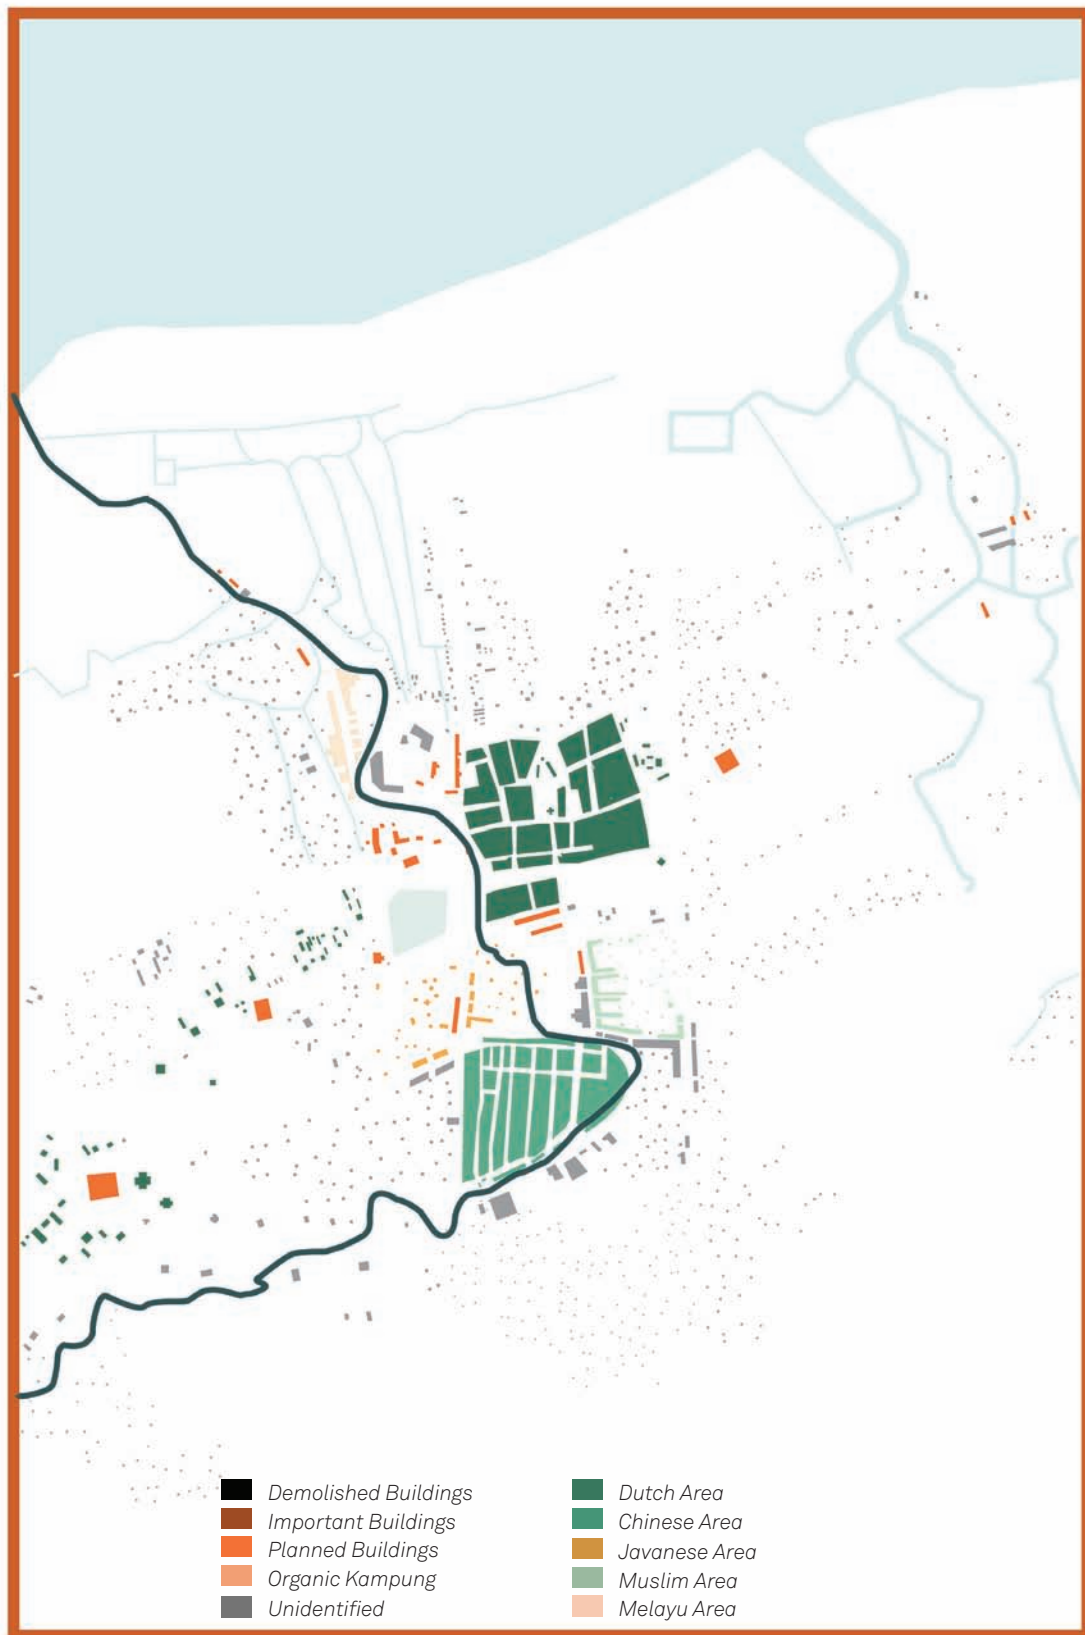 Demolished Buildings
Important Buildings
Planned Buildings
Organic Kampung
Unidentified
Dutch Area
Chinese Area
Javanese Area
Muslim Area
Melayu Area